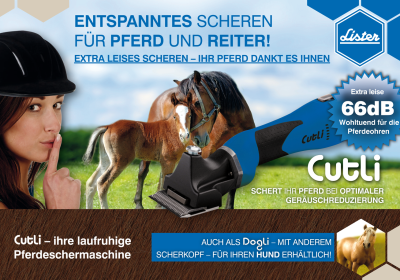 ENTSPANNTES SCHEREN
FÜR PFERD UND REITER!
EXTRA LEISES SCHEREN – IHR PFERD DANKT ES IHNEN
Lister
Extra leise
66dB
Wohltuend für die
Pferdeohren
Cutli
Cutli
SCHERT IHR PFERD BEI OPTIMALER
GERÄUSCHREDUZIERUNG
Cutli – ihre laufruhige
Pferdeschermaschine
AUCH ALS Dogli – MIT ANDEREM
SCHERKOPF – FÜR IHREN HUND ERHÄLTLICH!